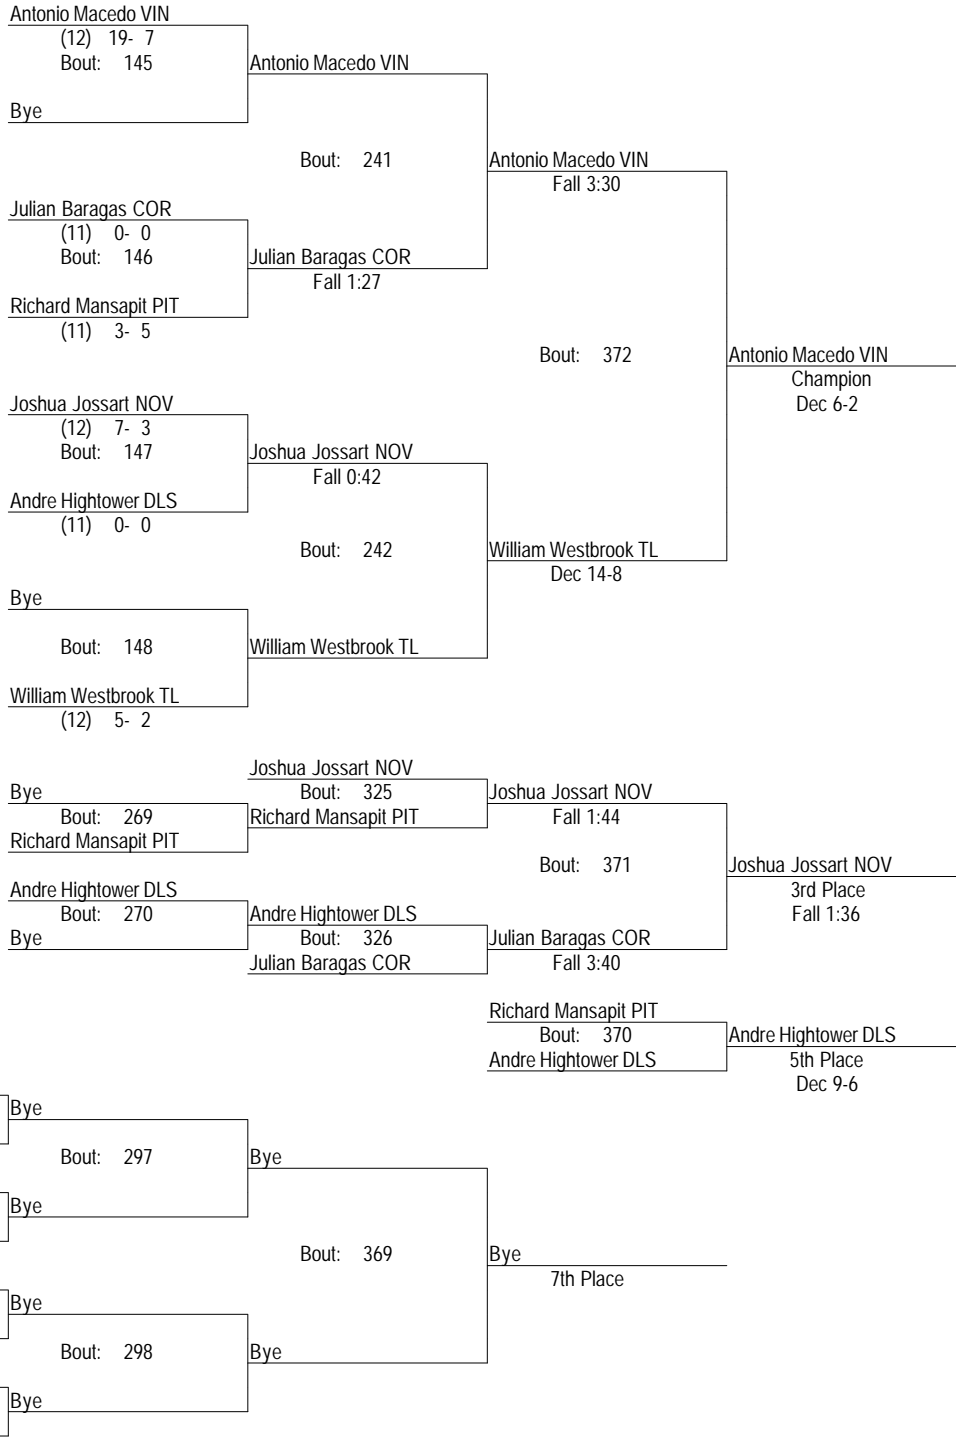 Antonio Macedo VIN
(12) 19- 7
Bout: 145
Antonio Macedo VIN
Bye
Bout: 241
Antonio Macedo VIN
Fall 3:30
Julian Baragas COR
(11) 0- 0
Bout: 146
Julian Baragas COR
Fall 1:27
Richard Mansapit PIT
(11) 3- 5
Bout: 372
Antonio Macedo VIN
Champion
Dec 6-2
Joshua Jossart NOV
(12) 7- 3
Bout: 147
Joshua Jossart NOV
Fall 0:42
Andre Hightower DLS
(11) 0- 0
Bout: 242
William Westbrook TL
Dec 14-8
Bye
Bout: 148
William Westbrook TL
William Westbrook TL
(12) 5- 2
Joshua Jossart NOV
Bye
Bout: 325
Joshua Jossart NOV
Bout: 269
Richard Mansapit PIT
Fall 1:44
Richard Mansapit PIT
Bout: 371
Joshua Jossart NOV
3rd Place
Fall 1:36
Andre Hightower DLS
Bout: 270
Andre Hightower DLS
Bye
Bout: 326
Julian Baragas COR
Julian Baragas COR
Fall 3:40
Richard Mansapit PIT
Bout: 370
Andre Hightower DLS
Andre Hightower DLS
5th Place
Dec 9-6
Bye
Bout: 297
Bye
Bye
Bout: 369
Bye
7th Place
Bye
Bout: 298
Bye
Bye